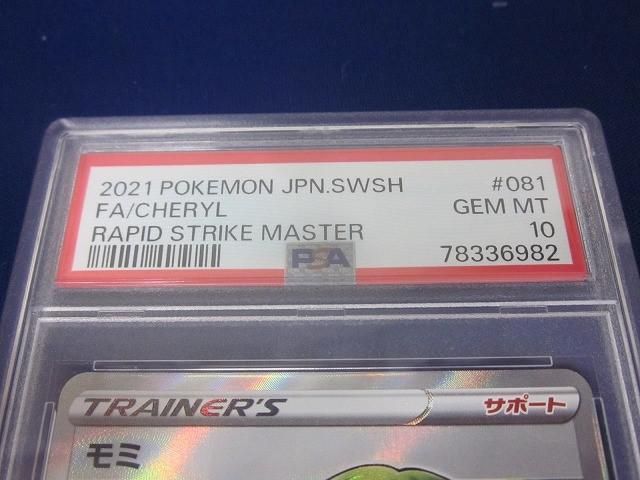 2021 POKEMON JPN.SWSH #081
FA/CHERYL GEM MT
RAPID STRIKE MASTER 10
PSA 78336982
TRAINER'S サポート
モミ